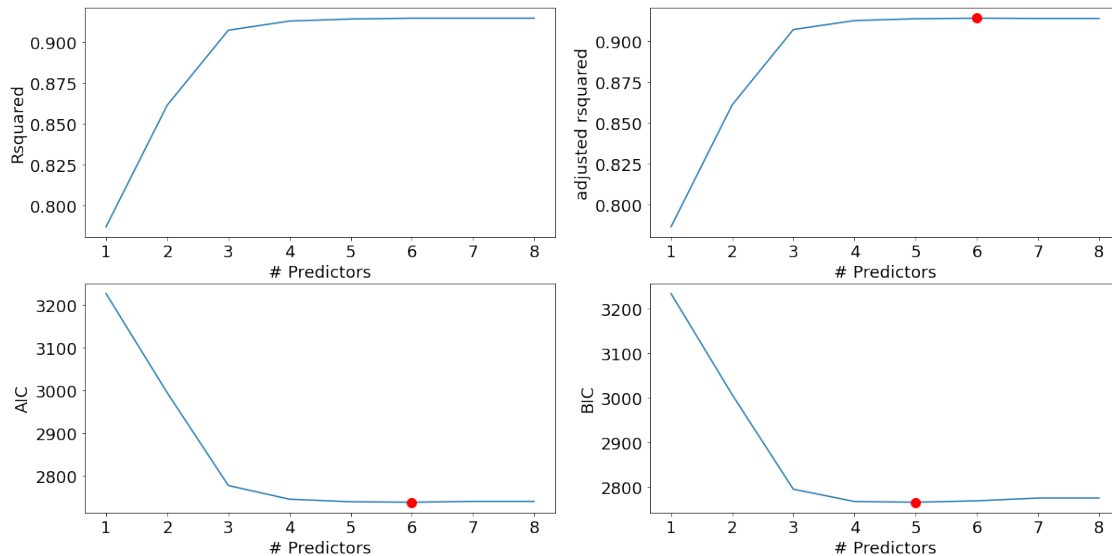 Rsquared
0.900
0.875
0.850
0.825
0.800
1 2 3 4 5 6 7 8
# Predictors
adjusted rsquared
0.900
0.875
0.850
0.825
0.800
1 2 3 4 5 6 7 8
# Predictors
AIC
3200
3100
3000
2900
2800
1 2 3 4 5 6 7 8
# Predictors
BIC
3200
3100
3000
2900
2800
1 2 3 4 5 6 7 8
# Predictors